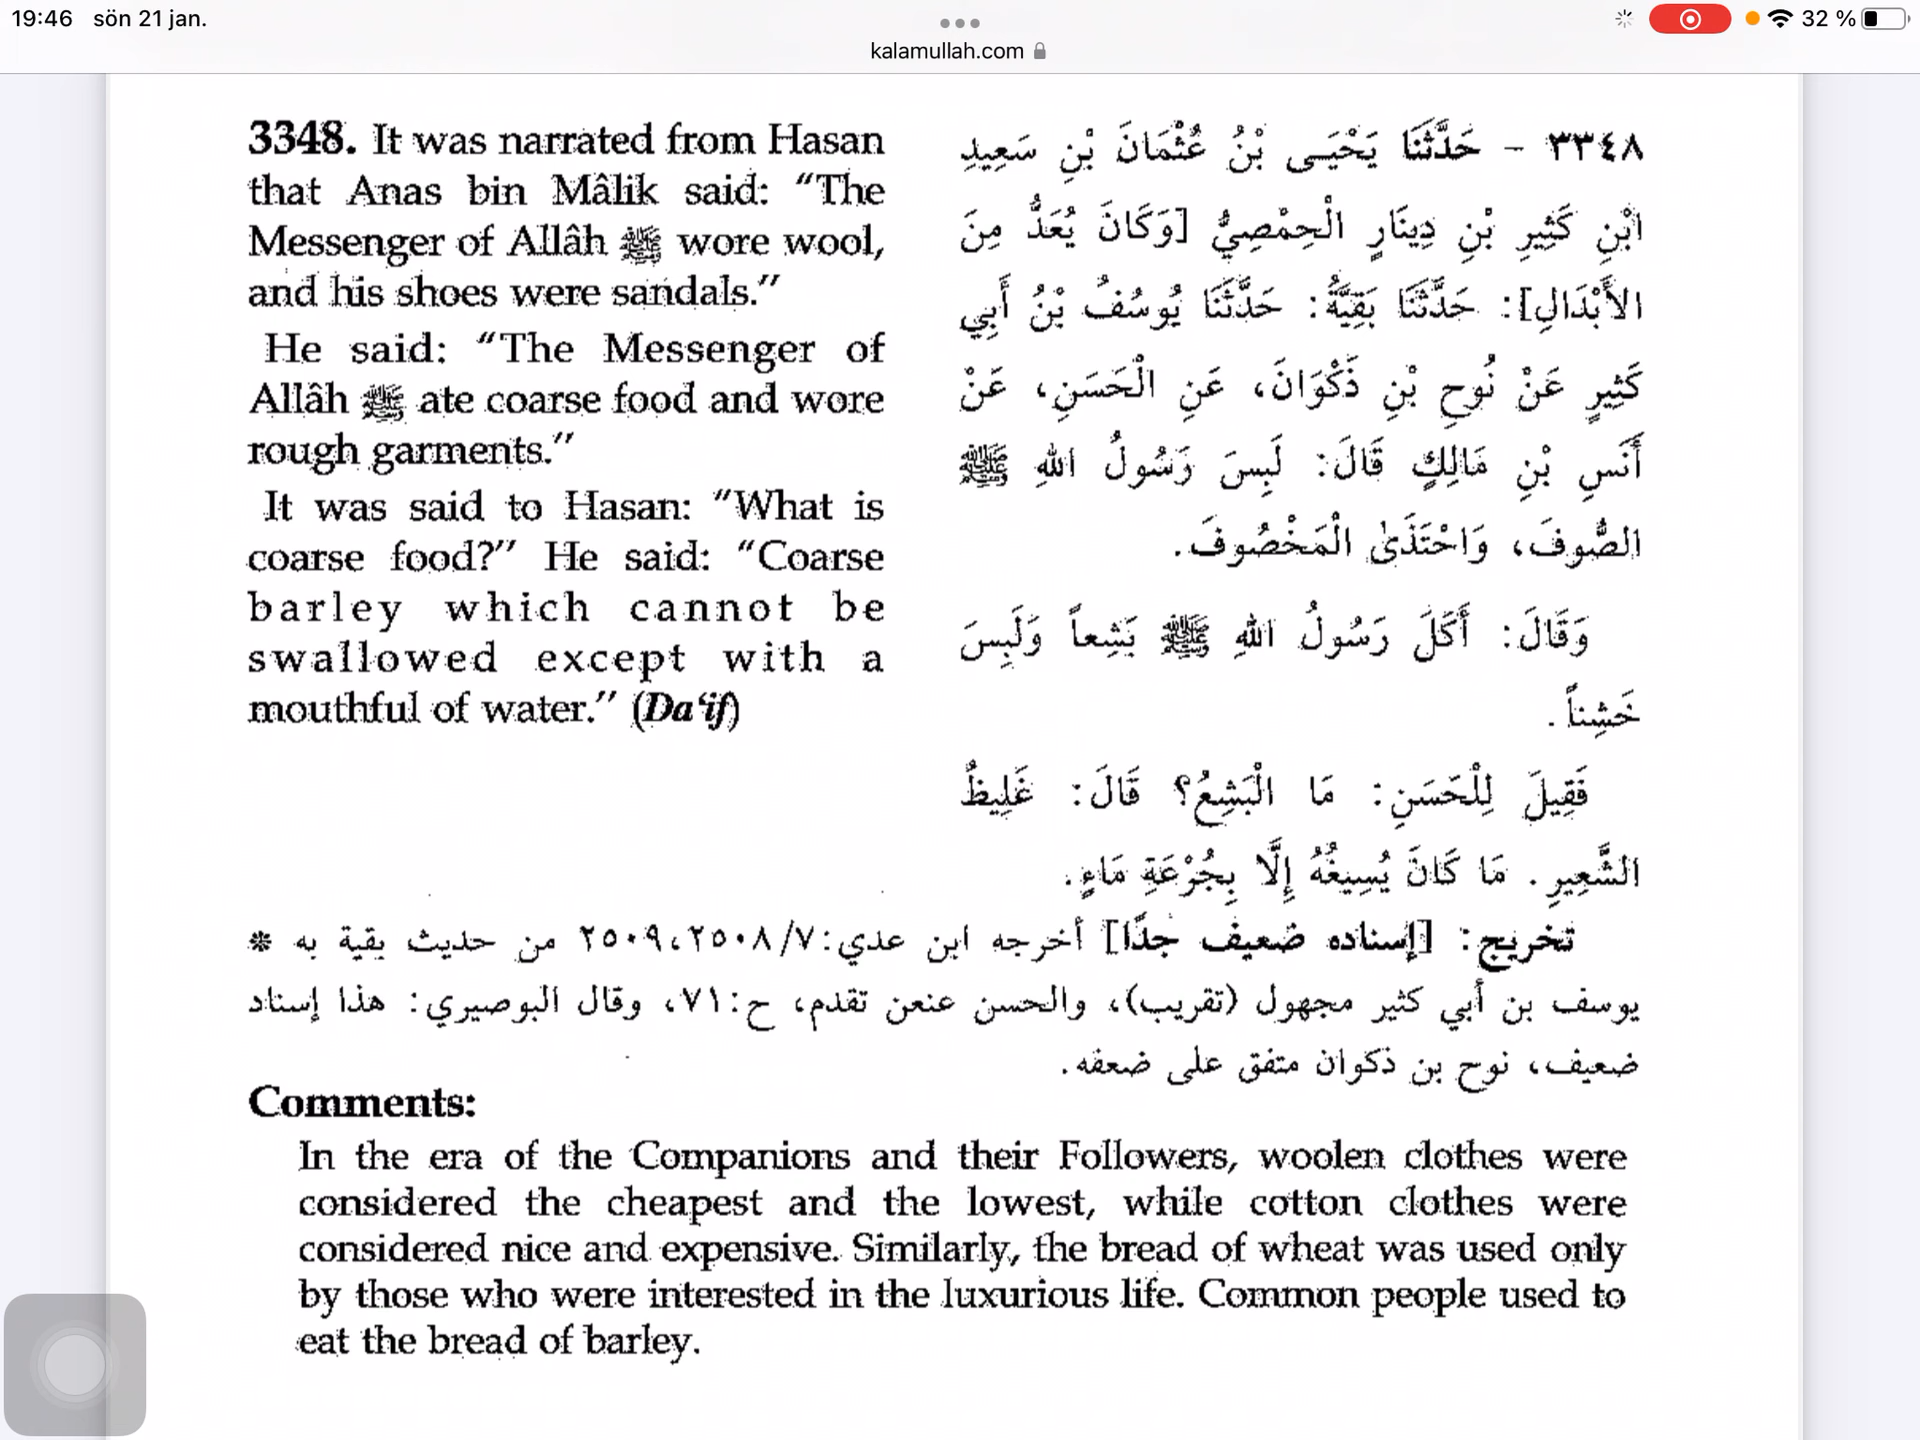 19:46 sön 21 jan.
32 %
kalamullah.com
3348. It was narrated from Hasan
that Anas bin Mâlik said: “The
Messenger of Allâh ﷺ wore wool,
and his shoes were sandals.”
He said: “The Messenger of
Allâh ﷺ ate coarse food and wore
rough garments.”
It was said to Hasan: “What is
coarse food?” He said: “Coarse
barley which cannot be
swallowed except with a
mouthful of water.” (Da‘if)
٣٣٤٨ - حَدَّثَنَا يَحْيَـى بْنُ عُثْمَانَ بْنِ سَعِيدِ
ابْنِ كَثِيرِ بْنِ دِينَارٍ الْحِمْصِيُّ [وَكَانَ يُعَدُّ مِنَ
الأَبْدَالِ]: حَدَّثَنَا بَقِيَّةُ: حَدَّثَنَا يُوسُفُ بْنُ أَبِي
كَثِيرٍ عَنْ نُوحِ بْنِ ذَكْوَانَ، عَنِ الْحَسَنِ، عَنْ
أَنَسِ بْنِ مَالِكٍ قَالَ: لَبِسَ رَسُولُ اللهِ ﷺ
الصُّوفَ، وَاحْتَذَىٰ الْمَخْصُوفَ.
وَقَالَ: أَكَلَ رَسُولُ اللهِ ﷺ بَشِعاً وَلَبِسَ
خَشِناً.
فَقِيلَ لِلْحَسَنِ: مَا الْبَشِعُ؟ قَالَ: غَلِيظُ
الشَّعِيرِ. مَا كَانَ يُسِيغُهُ إِلَّا بِجُرْعَةِ مَاءٍ.
تخريج: [إسناده ضعيف جدًّا] أخرجه ابن عدي: ٧/ ٢٥٠٨، ٢٥٠٩ من حديث بقية به *
يوسف بن أبي كثير مجهول (تقريب)، والحسن عنعن تقدم، ح: ٧١، وقال البوصيري: هذا إسناد
ضعيف، نوح بن ذكوان متفق على ضعفه.
Comments:
In the era of the Companions and their Followers, woolen clothes were
considered the cheapest and the lowest, while cotton clothes were
considered nice and expensive. Similarly, the bread of wheat was used only
by those who were interested in the luxurious life. Common people used to
eat the bread of barley.